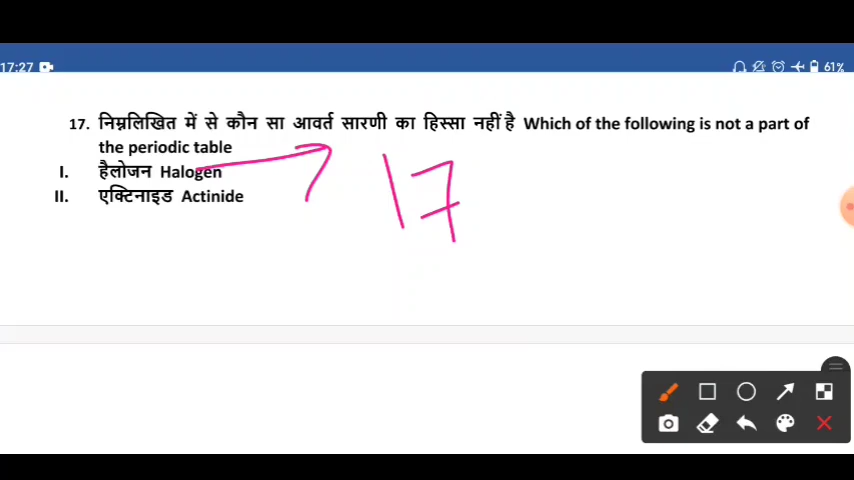 17:27
61%
17. निम्नलिखित में से कौन सा आवर्त सारणी का हिस्सा नहीं है Which of the following is not a part of
the periodic table
I. हैलोजन Halogen
17
II. एक्टिनाइड Actinide